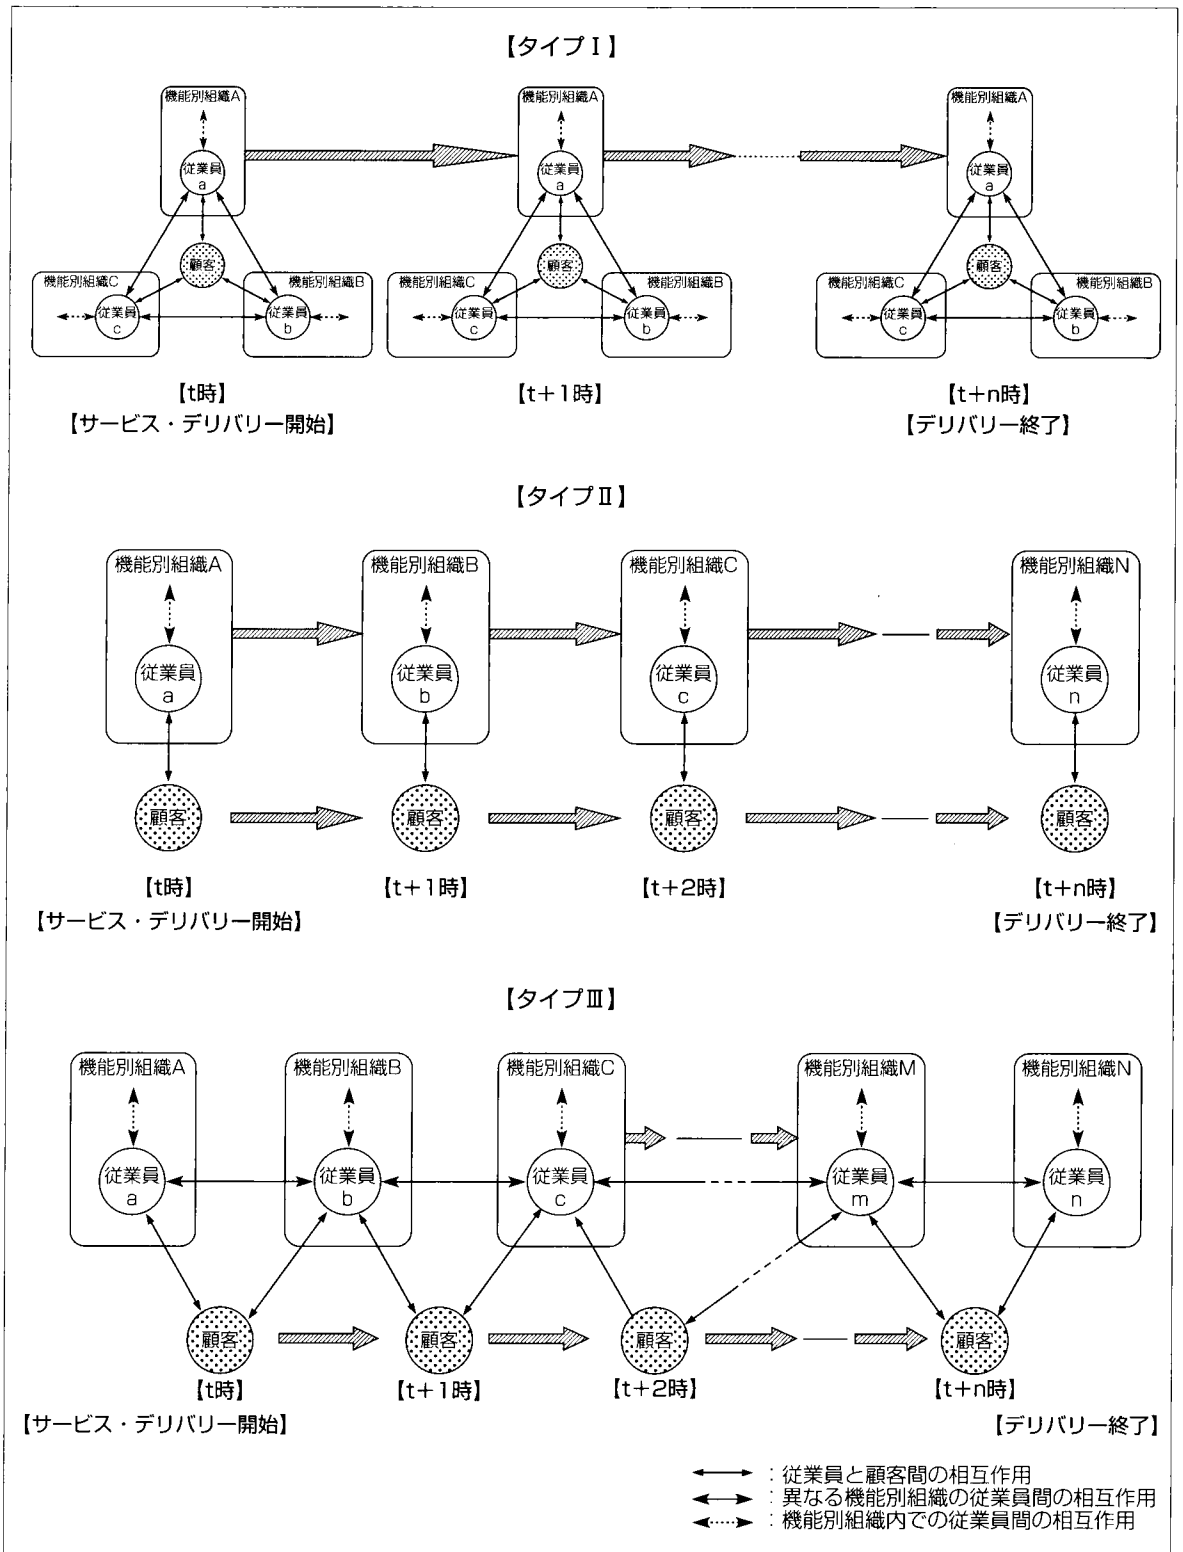 【タイプⅠ】
機能別組織A
機能別組織A
機能別組織A
従業員
a
従業員
a
従業員
a
顧客
顧客
顧客
機能別組織C
機能別組織B
機能別組織C
機能別組織B
機能別組織C
機能別組織B
従業員
c
従業員
b
従業員
c
従業員
b
従業員
c
従業員
b
【t時】
【t+1時】
【t+n時】
【サービス・デリバリー開始】
【デリバリー終了】
【タイプⅡ】
機能別組織A
機能別組織B
機能別組織C
機能別組織N
従業員
a
従業員
b
従業員
c
従業員
n
顧客
顧客
顧客
顧客
【t時】
【t+1時】
【t+2時】
【t+n時】
【サービス・デリバリー開始】
【デリバリー終了】
【タイプⅢ】
機能別組織A
機能別組織B
機能別組織C
機能別組織M
機能別組織N
従業員
a
従業員
b
従業員
c
従業員
m
従業員
n
顧客
顧客
顧客
顧客
【t時】
【t+1時】
【t+2時】
【t+n時】
【サービス・デリバリー開始】
【デリバリー終了】
：従業員と顧客間の相互作用
：異なる機能別組織の従業員間の相互作用
：機能別組織内での従業員間の相互作用